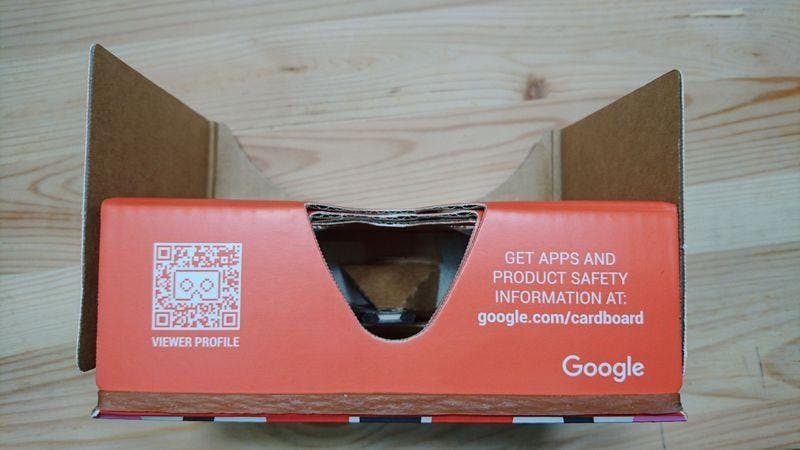 VIEWER PROFILE
GET APPS AND
PRODUCT SAFETY
INFORMATION AT:
google.com/cardboard
Google